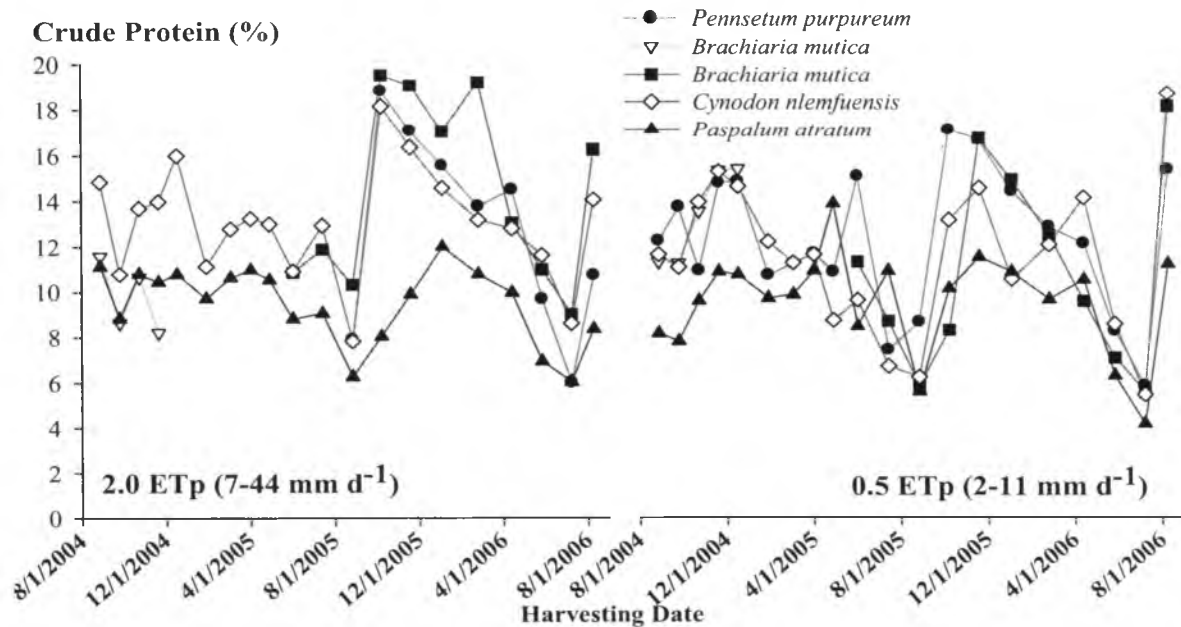 Crude Protein (%)
Pennsetum purpureum
Brachiaria mutica
Brachiaria mutica
Cynodon nlemfuensis
Paspalum atratum
20
18
16
14
12
10
8
6
4
2
0
2.0 ETp (7-44 mm d⁻¹)
0.5 ETp (2-11 mm d⁻¹)
8/1/2004
12/1/2004
4/1/2005
8/1/2005
12/1/2005
4/1/2006
8/1/2006
8/1/2004
12/1/2004
4/1/2005
8/1/2005
12/1/2005
4/1/2006
8/1/2006
Harvesting Date